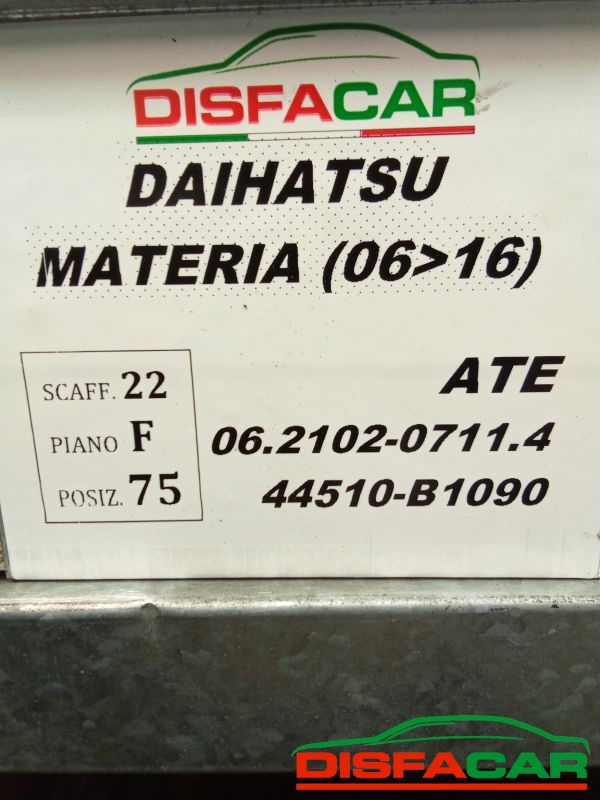 DISFACAR
DAIHATSU
MATERIA (06>16)
SCAFF. 22
PIANO F
POSIZ. 75
ATE
06.2102-0711.4
44510-B1090
DISFACAR